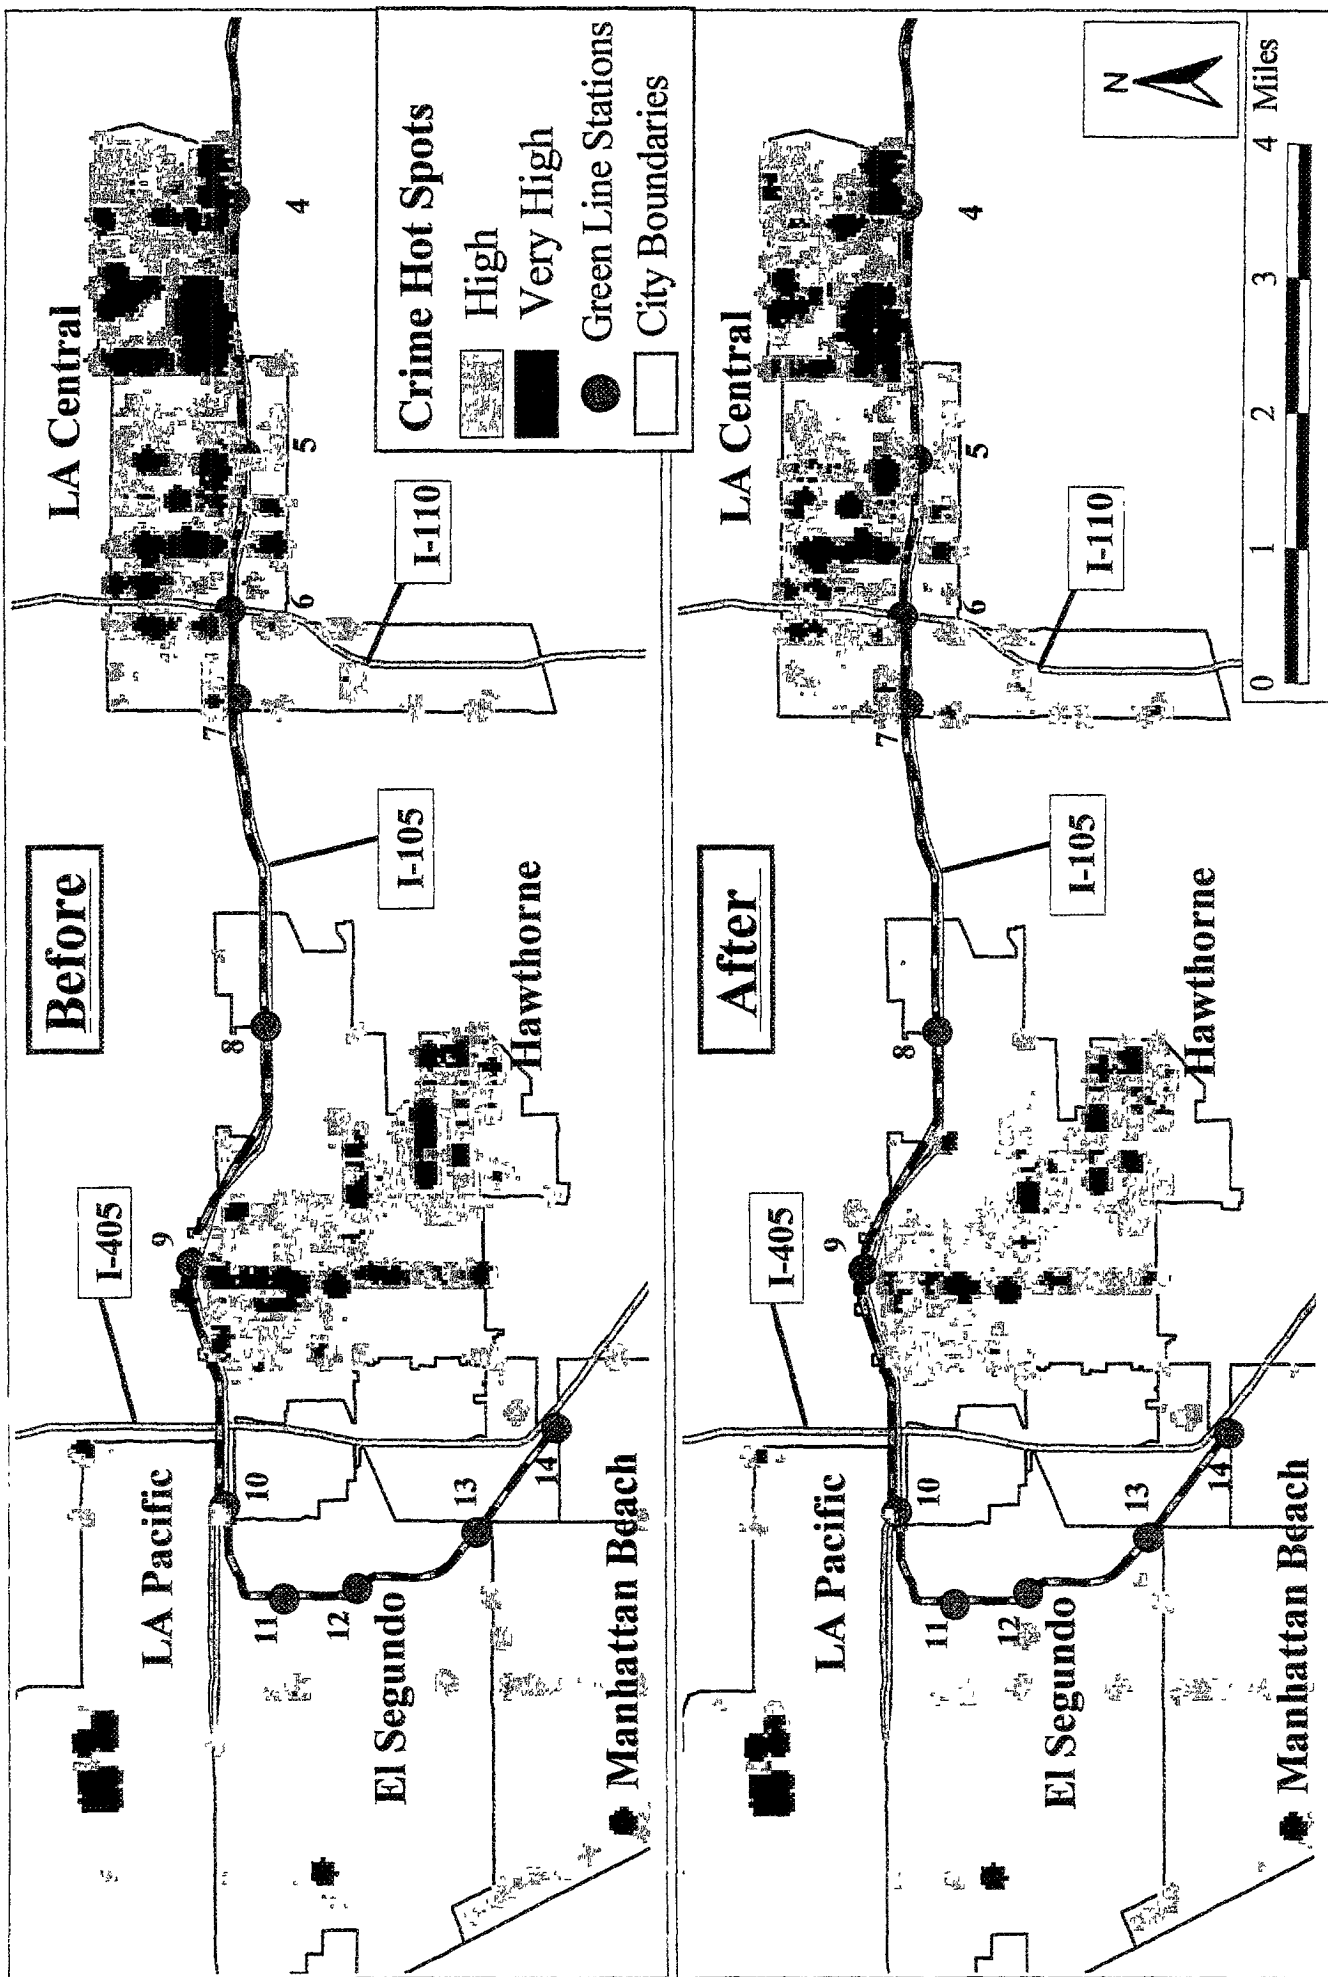 Before
LA Central
I-405
9
8
7
6
5
4
I-110
I-105
LA Pacific
10
11
12
13
14
El Segundo
Manhattan Beach
Hawthorne
Crime Hot Spots
High
Very High
Green Line Stations
City Boundaries
After
LA Central
I-405
9
8
7
6
5
4
I-110
I-105
LA Pacific
10
11
12
13
14
El Segundo
Manhattan Beach
Hawthorne
N
0 1 2 3 4 Miles